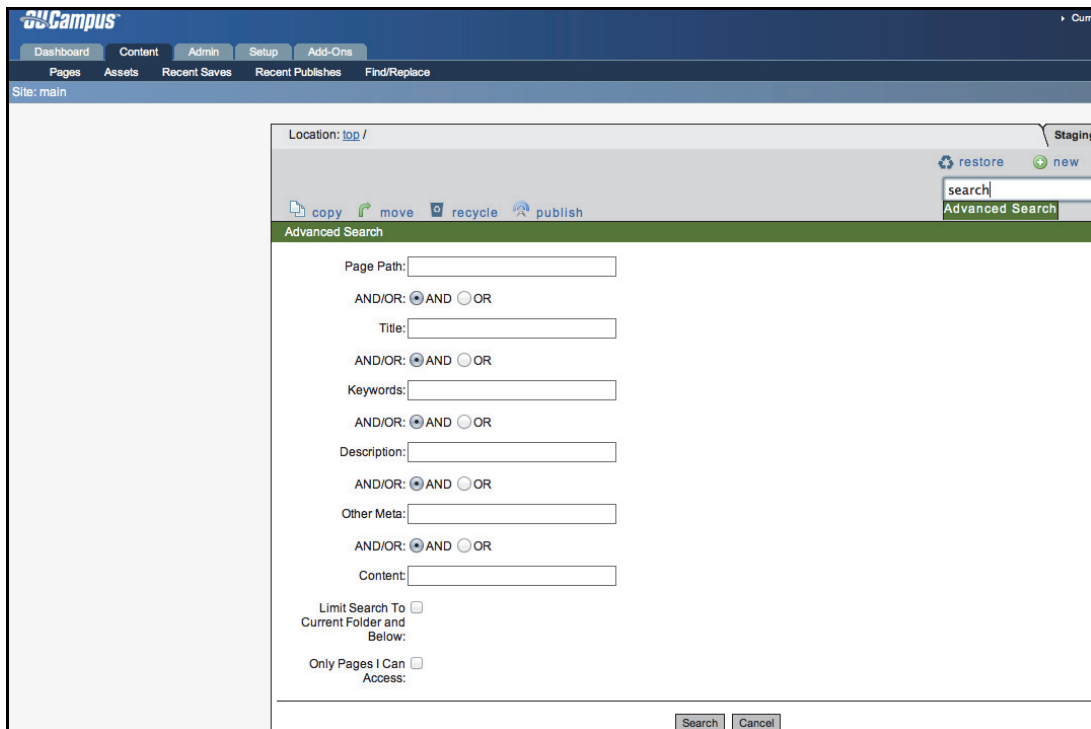 OUCampus
Curr
Dashboard Content Admin Setup Add-Ons
Pages Assets Recent Saves Recent Publishes Find/Replace
Site: main
Location: top /
Staging
restore new
search
copy move recycle publish
Advanced Search
Advanced Search
Page Path:
AND/OR: AND OR
Title:
AND/OR: AND OR
Keywords:
AND/OR: AND OR
Description:
AND/OR: AND OR
Other Meta:
AND/OR: AND OR
Content:
Limit Search To
Current Folder and
Below:
Only Pages I Can
Access:
Search Cancel